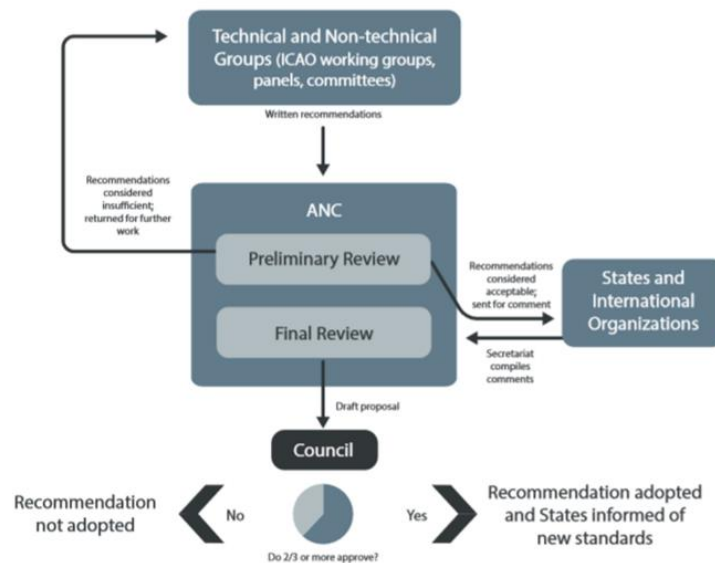 Technical and Non-technical
Groups (ICAO working groups,
panels, committees)
Written recommendations
Recommendations
considered
insufficient;
returned for further
work
ANC
Preliminary Review
Recommendations
considered
acceptable;
sent for comment
States and
International
Organizations
Final Review
Secretariat
compiles
comments
Draft proposal
Council
Recommendation
not adopted
No
Yes
Recommendation adopted
and States informed of
new standards
Do 2/3 or more approve?